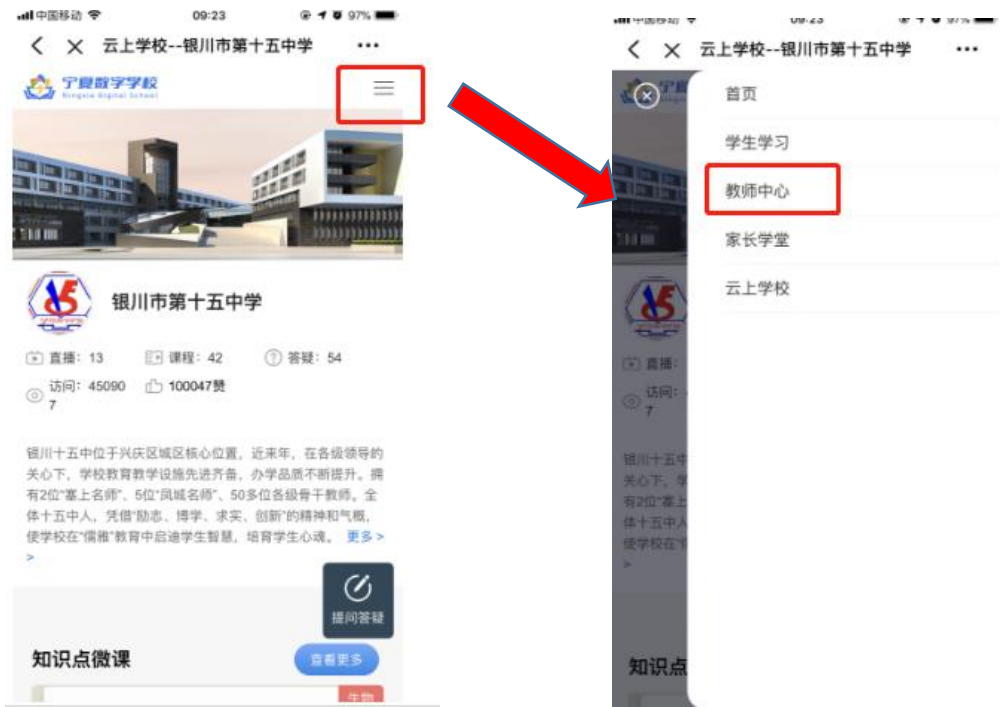 中国移动
09:23
97%
云上学校--银川市第十五中学
宁夏数字学校
Ningxia Digital School
银川市第十五中学
直播：13
课程：42
答疑：54
访问：45090
7
100047赞
银川十五中位于兴庆区城区核心位置，近来年，在各级领导的
关心下，学校教育教学设施先进齐备，办学品质不断提升。拥
有2位“塞上名师”、5位“凤城名师”、50多位各级骨干教师。全
体十五中人，凭借“励志、博学、求实、创新”的精神和气概，
使学校在“儒雅”教育中启迪学生智慧，培育学生心魂。 更多>
>
提问答疑
知识点微课
查看更多
生物
中国移动
09:23
97%
云上学校--银川市第十五中学
宁夏
首页
学生学习
教师中心
家长学堂
云上学校
直播：
访问：
7
银川十五中
关心下，学
有2位“塞上
体十五中人
使学校在“儒
>
知识点